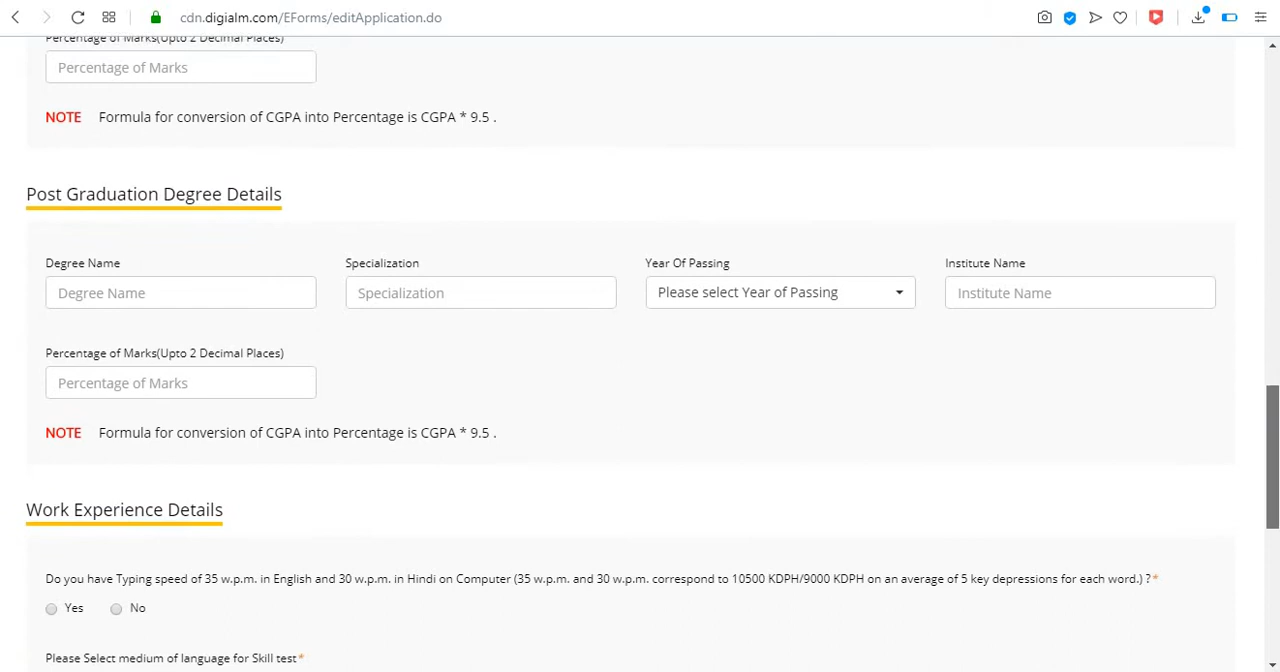 cdn.digialm.com/EForms/editApplication.do
Percentage of Marks(Upto 2 Decimal Places)
Percentage of Marks
NOTE Formula for conversion of CGPA into Percentage is CGPA * 9.5 .
Post Graduation Degree Details
Degree Name Specialization Year Of Passing Institute Name
Degree Name Specialization Please select Year of Passing Institute Name
Percentage of Marks(Upto 2 Decimal Places)
Percentage of Marks
NOTE Formula for conversion of CGPA into Percentage is CGPA * 9.5 .
Work Experience Details
Do you have Typing speed of 35 w.p.m. in English and 30 w.p.m. in Hindi on Computer (35 w.p.m. and 30 w.p.m. correspond to 10500 KDPH/9000 KDPH on an average of 5 key depressions for each word.) ?*
Yes No
Please Select medium of language for Skill test*